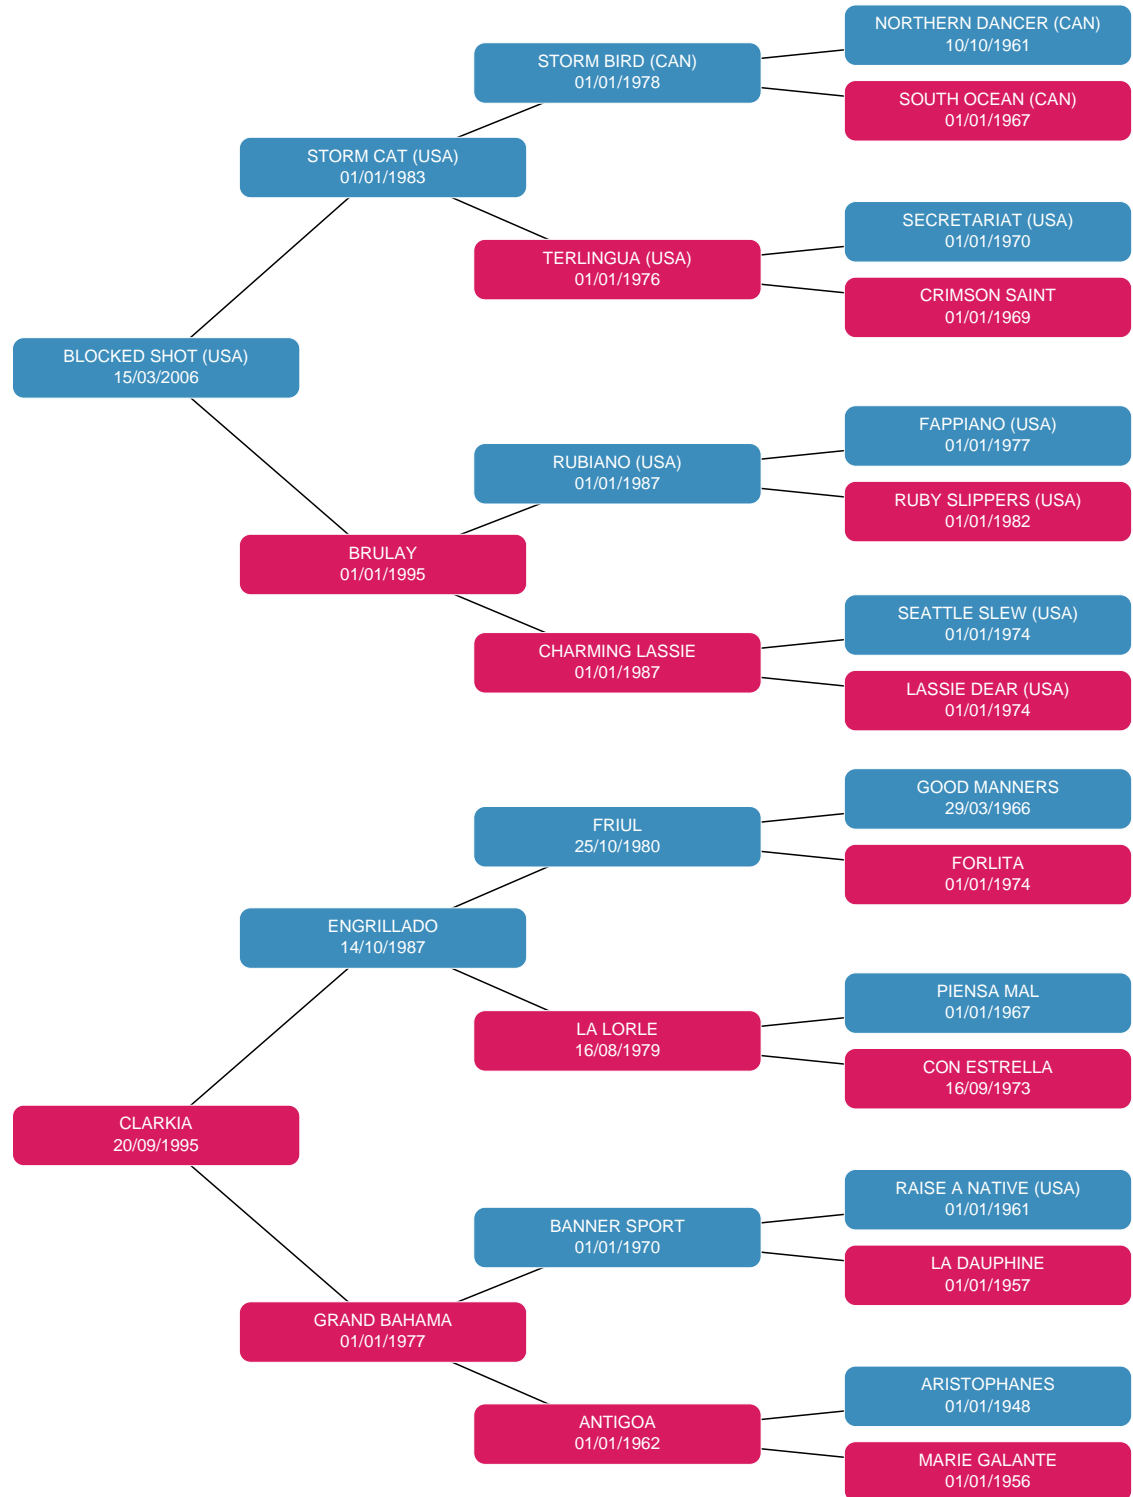 NORTHERN DANCER (CAN)
10/10/1961
STORM BIRD (CAN)
01/01/1978
SOUTH OCEAN (CAN)
01/01/1967
STORM CAT (USA)
01/01/1983
SECRETARIAT (USA)
01/01/1970
TERLINGUA (USA)
01/01/1976
CRIMSON SAINT
01/01/1969
BLOCKED SHOT (USA)
15/03/2006
FAPPIANO (USA)
01/01/1977
RUBIANO (USA)
01/01/1987
RUBY SLIPPERS (USA)
01/01/1982
BRULAY
01/01/1995
SEATTLE SLEW (USA)
01/01/1974
CHARMING LASSIE
01/01/1987
LASSIE DEAR (USA)
01/01/1974
GOOD MANNERS
29/03/1966
FRIUL
25/10/1980
FORLITA
01/01/1974
ENGRILLADO
14/10/1987
PIENSA MAL
01/01/1967
LA LORLE
16/08/1979
CON ESTRELLA
16/09/1973
CLARKIA
20/09/1995
RAISE A NATIVE (USA)
01/01/1961
BANNER SPORT
01/01/1970
LA DAUPHINE
01/01/1957
GRAND BAHAMA
01/01/1977
ARISTOPHANES
01/01/1948
ANTIGOA
01/01/1962
MARIE GALANTE
01/01/1956